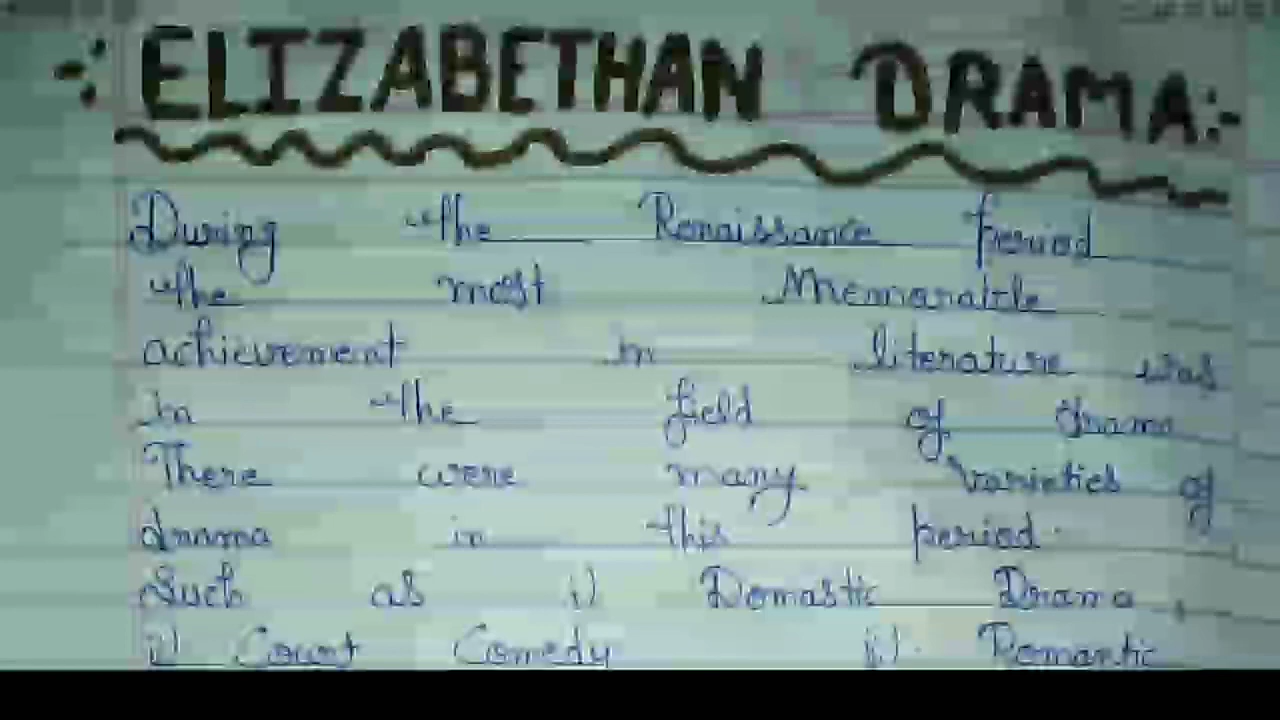 -: ELIZABETHAN DRAMA:-
During the Renaissance period
the most Memorable
achievement in literature was
in the field of drama
There were many varieties of
drama in this period.
Such as i) Domastic Drama,
ii) Court Comedy iii) Romantic